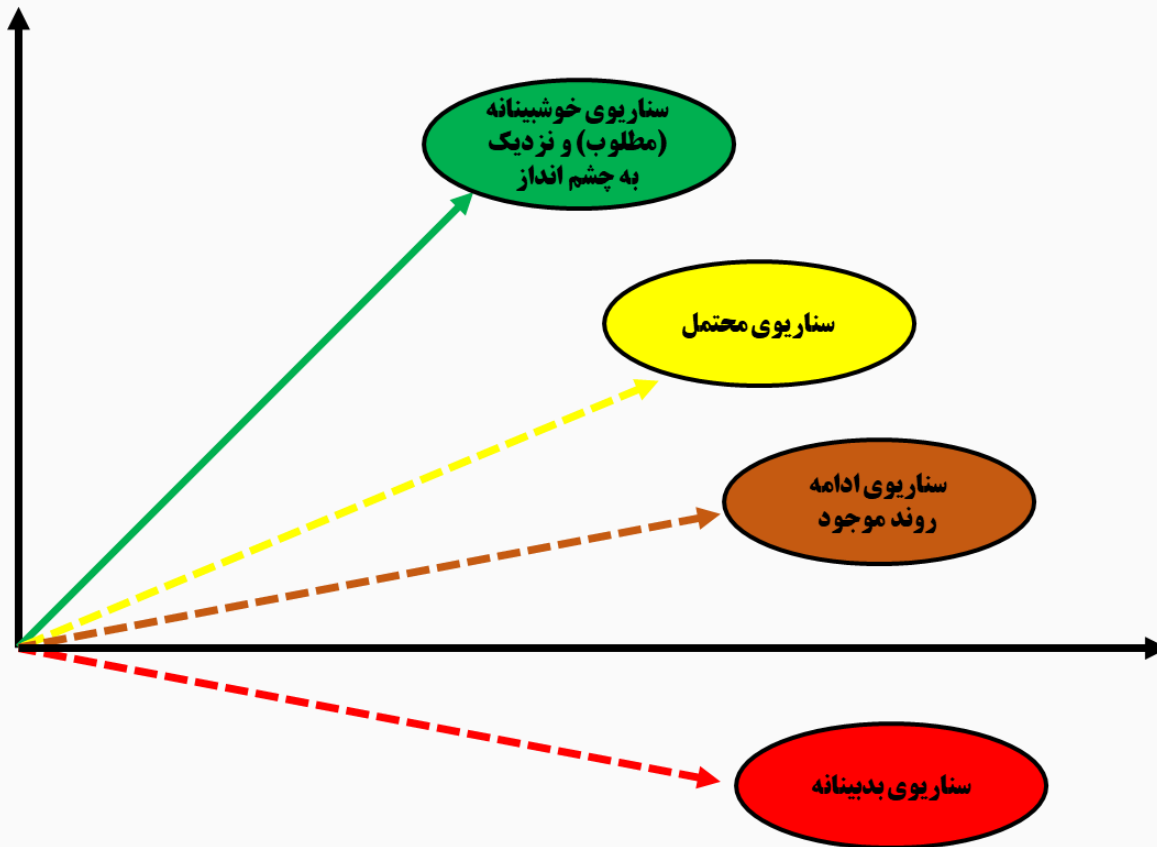 سناریوی خوشبینانه
(مطلوب) و نزدیک
به چشم انداز
سناریوی محتمل
سناریوی ادامه
روند موجود
سناریوی بدبینانه